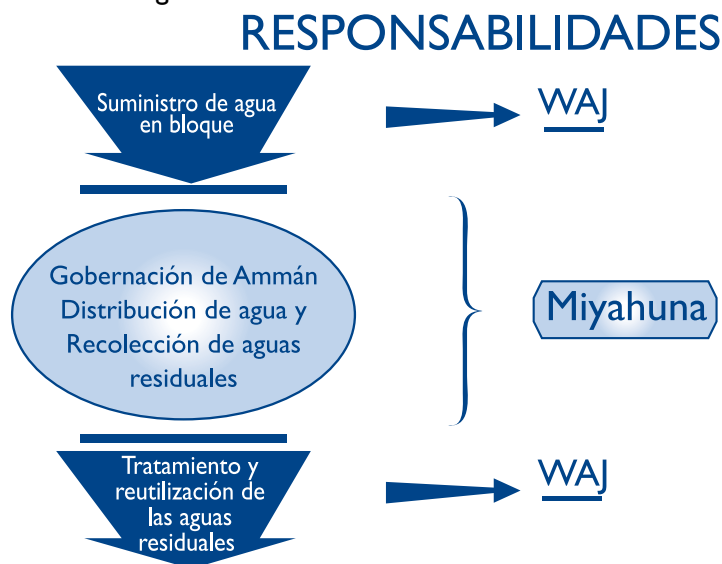 RESPONSABILIDADES
Suministro de agua
en bloque
WAJ
Gobernación de Ammán
Distribución de agua y
Recolección de aguas
residuales
Miyahuna
Tratamiento y
reutilización de
las aguas
residuales
WAJ